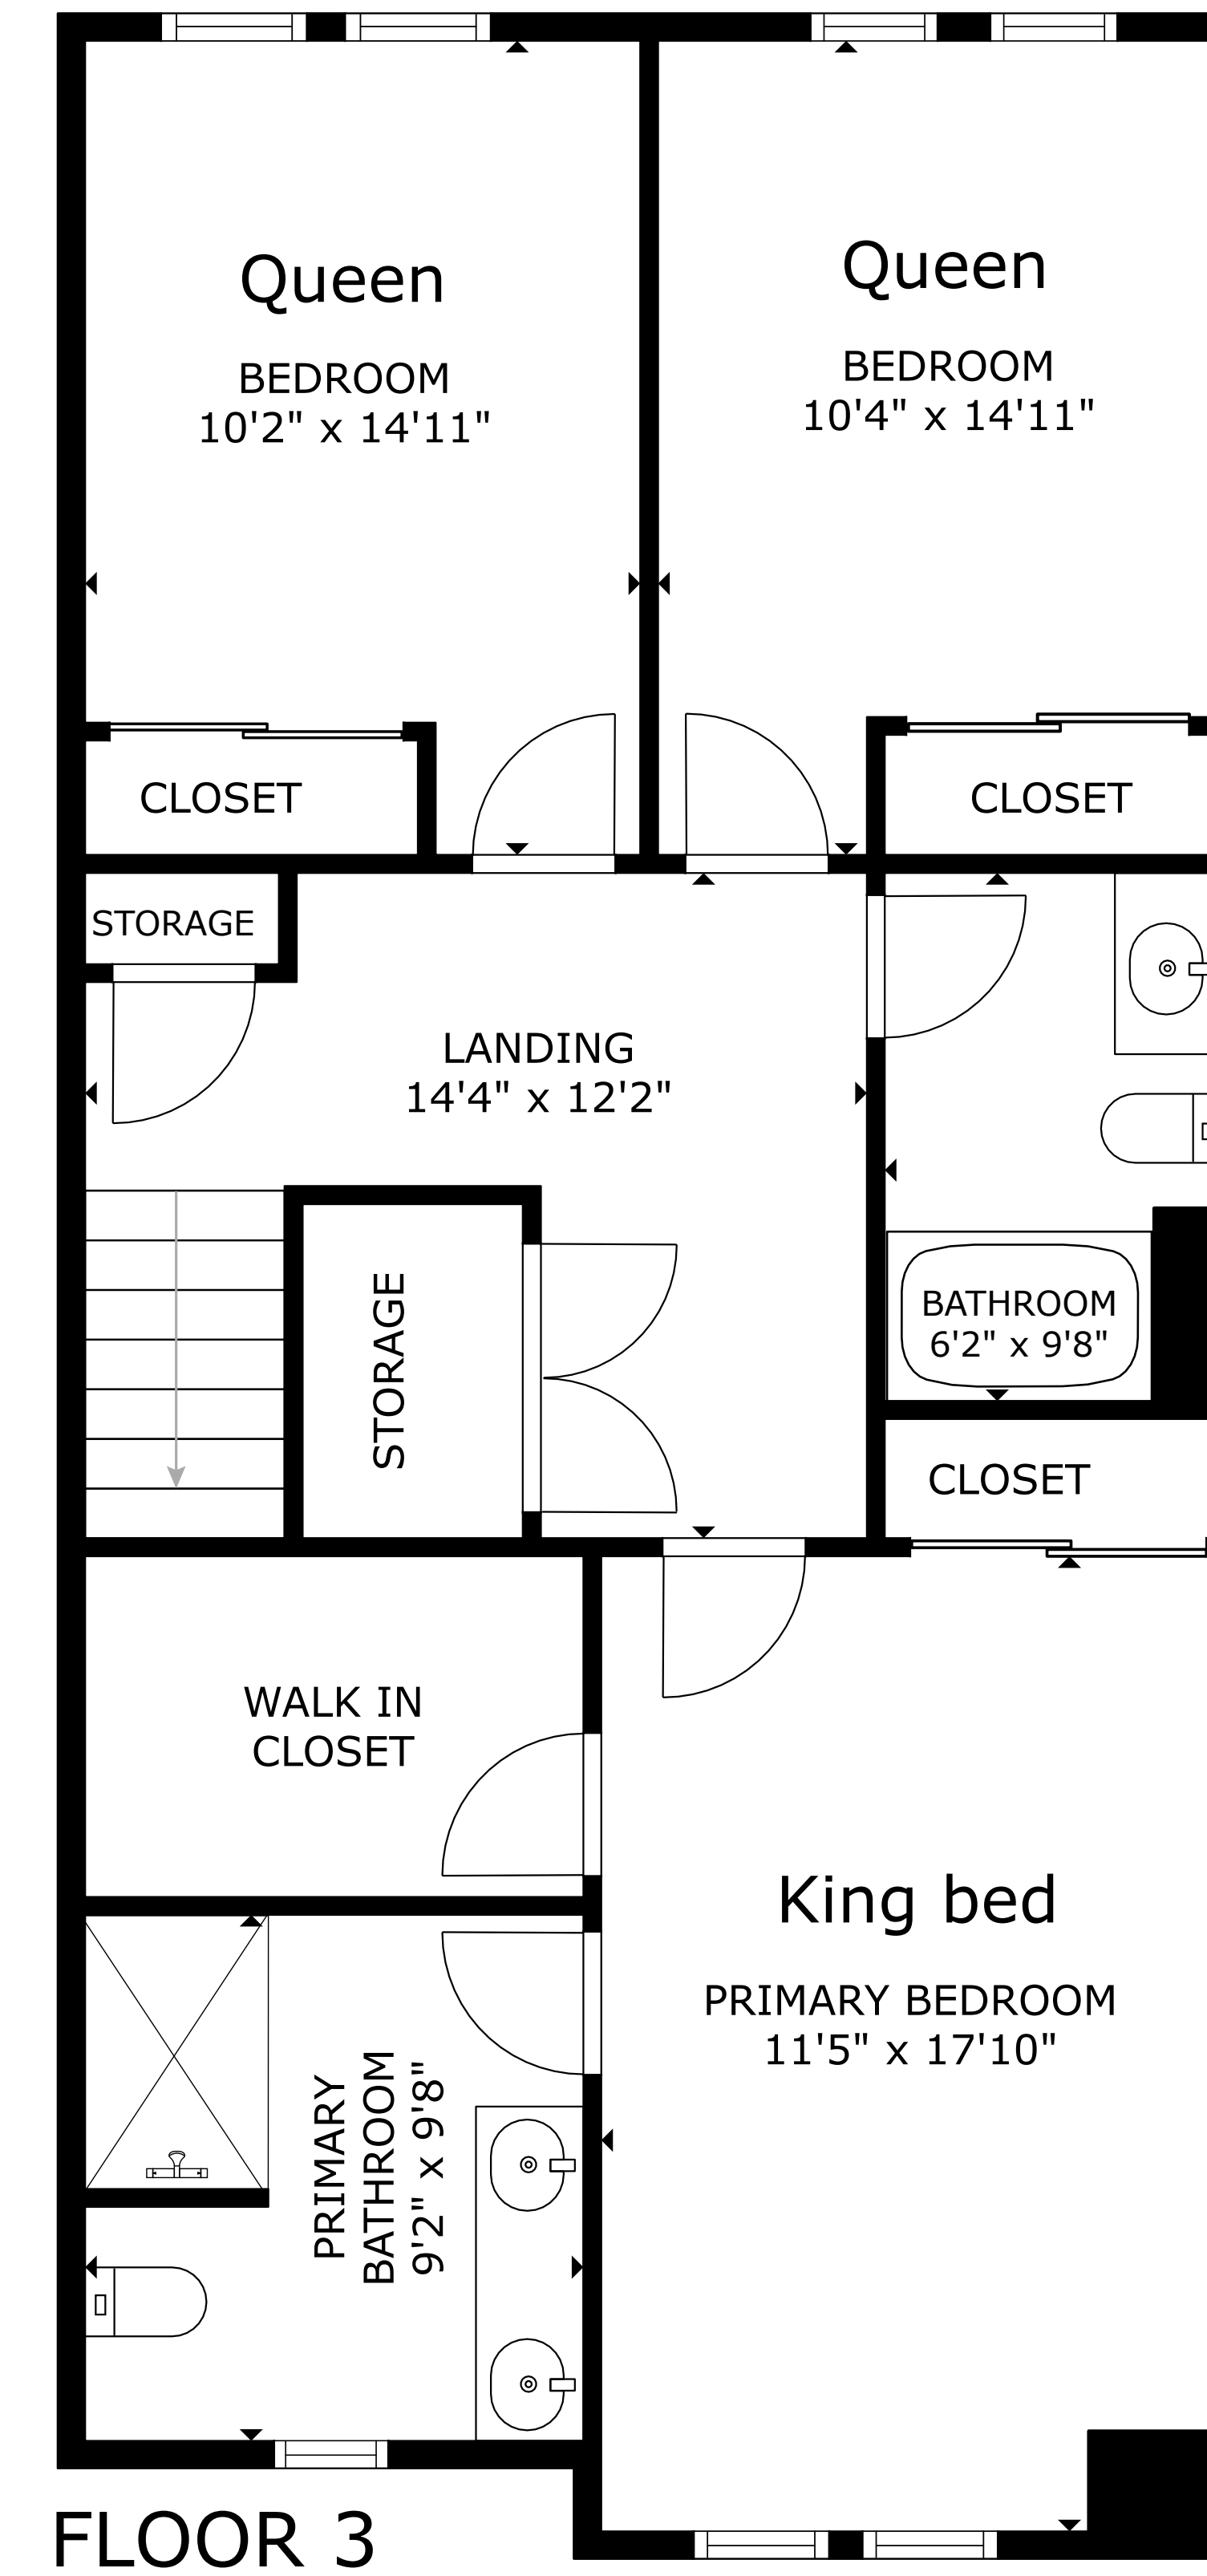 Queen
BEDROOM
10'2" x 14'11"
Queen
BEDROOM
10'4" x 14'11"
CLOSET
CLOSET
STORAGE
LANDING
14'4" x 12'2"
STORAGE
BATHROOM
6'2" x 9'8"
CLOSET
WALK IN
CLOSET
King bed
PRIMARY BEDROOM
11'5" x 17'10"
PRIMARY
BATHROOM
9'2" x 9'8"
FLOOR 3